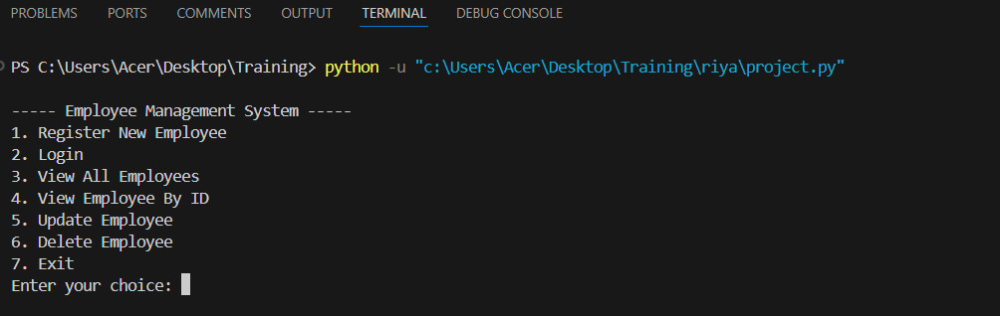 PROBLEMS PORTS COMMENTS OUTPUT TERMINAL DEBUG CONSOLE
PS C:\Users\Acer\Desktop\Training> python -u "c:\Users\Acer\Desktop\Training\riya\project.py"
----- Employee Management System -----
1. Register New Employee
2. Login
3. View All Employees
4. View Employee By ID
5. Update Employee
6. Delete Employee
7. Exit
Enter your choice: